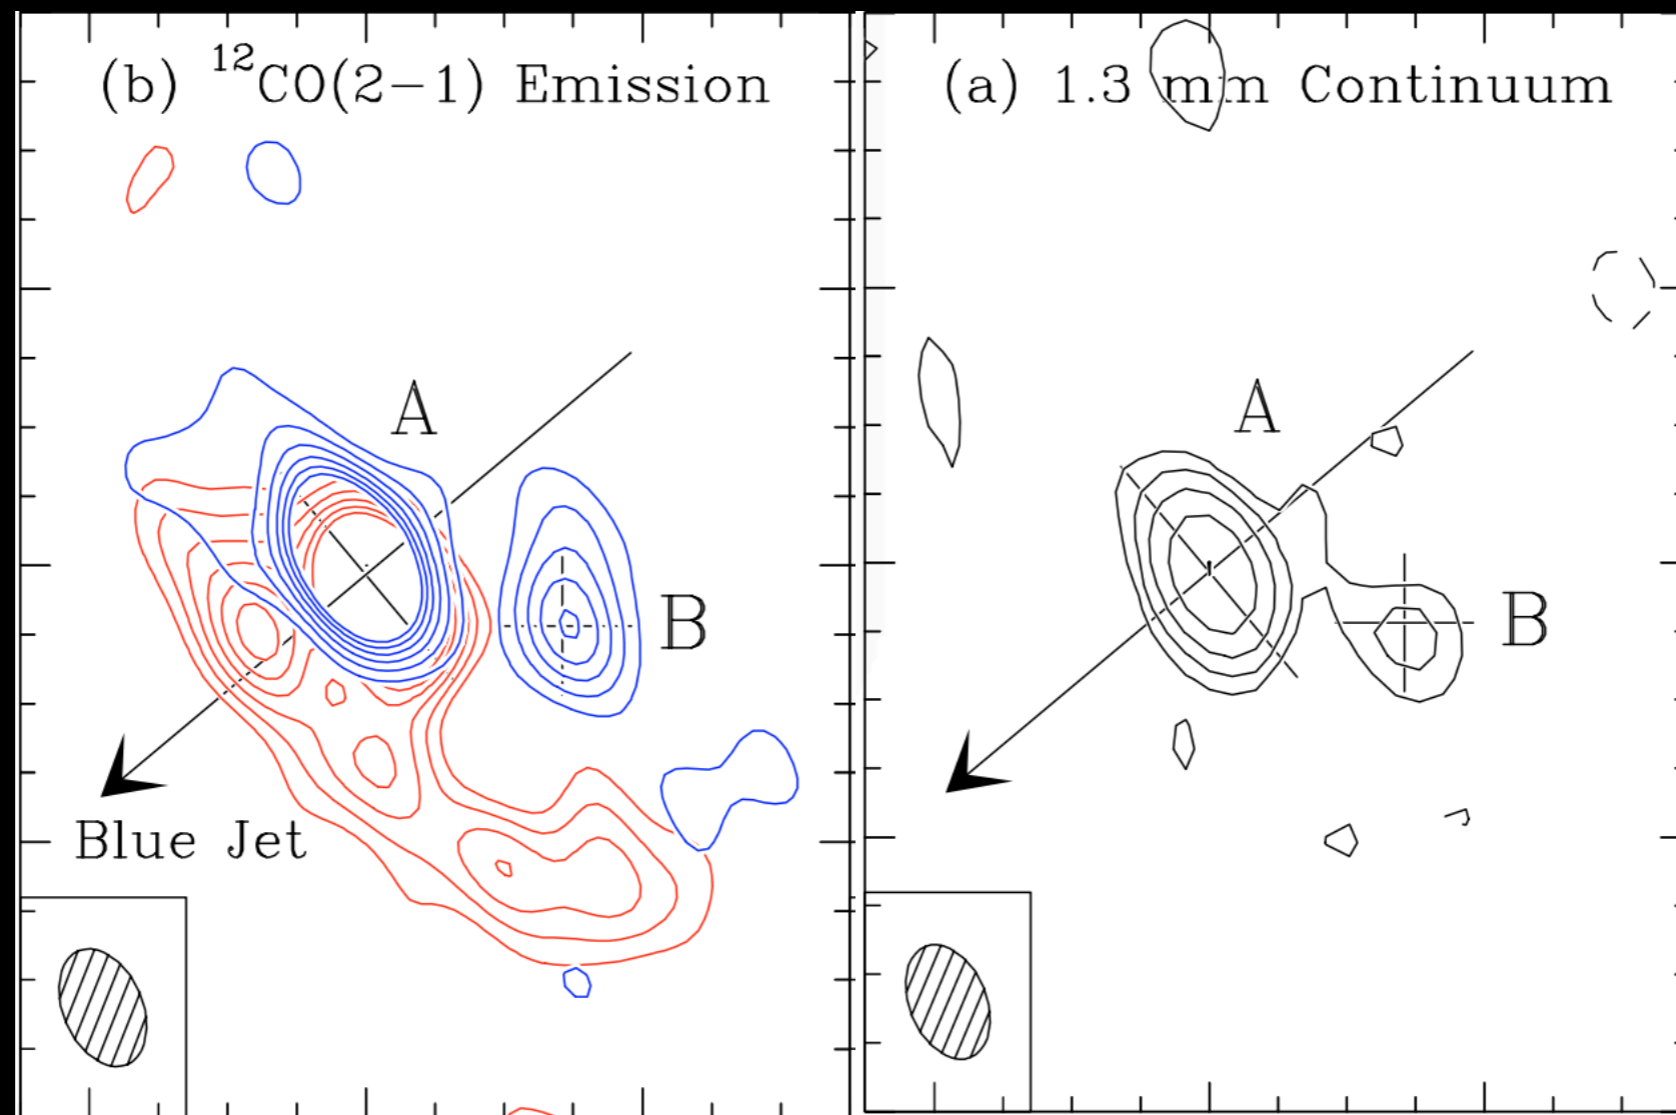 (b) ¹²CO(2−1) Emission
A
B
Blue Jet
(a) 1.3 mm Continuum
A
B